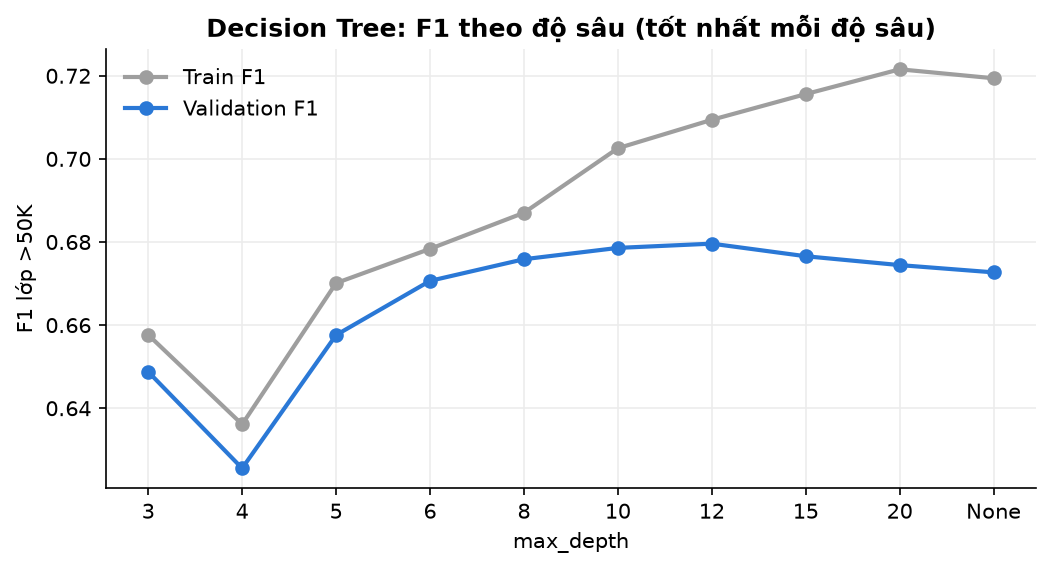 Decision Tree: F1 theo độ sâu (tốt nhất mỗi độ sâu)
Train F1
Validation F1
F1 lớp >50K
0.72
0.70
0.68
0.66
0.64
3 4 5 6 8 10 12 15 20 None
max_depth